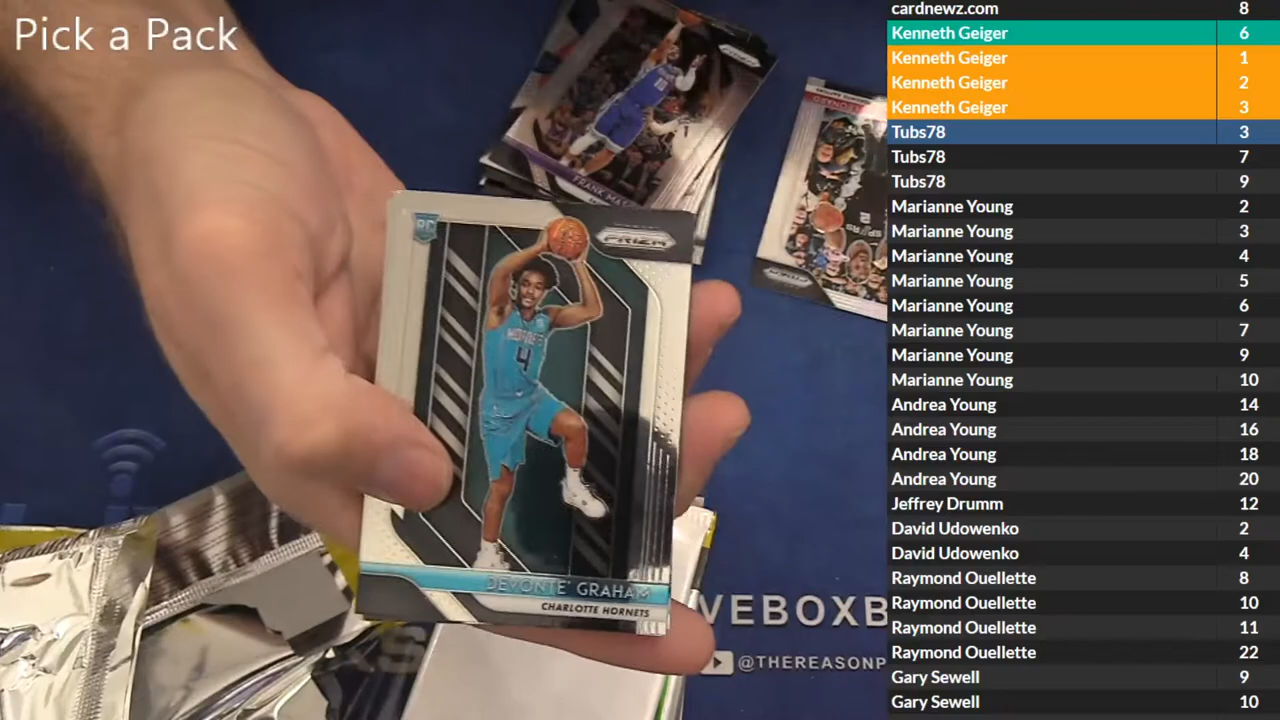 Pick a Pack
cardnewz.com 8
Kenneth Geiger 6
Kenneth Geiger 1
Kenneth Geiger 2
Kenneth Geiger 3
Tubs78 3
Tubs78 7
Tubs78 9
Marianne Young 2
Marianne Young 3
Marianne Young 4
Marianne Young 5
Marianne Young 6
Marianne Young 7
Marianne Young 9
Marianne Young 10
Andrea Young 14
Andrea Young 16
Andrea Young 18
Andrea Young 20
Jeffrey Drumm 12
David Udowenko 2
David Udowenko 4
Raymond Ouellette 8
Raymond Ouellette 10
Raymond Ouellette 11
Raymond Ouellette 22
Gary Sewell 9
Gary Sewell 10
FRANK MAS
RC
PRIZM
HORNETS
4
DEVONTE' GRAHAM
CHARLOTTE HORNETS
VEBOXB
@THEREASONP